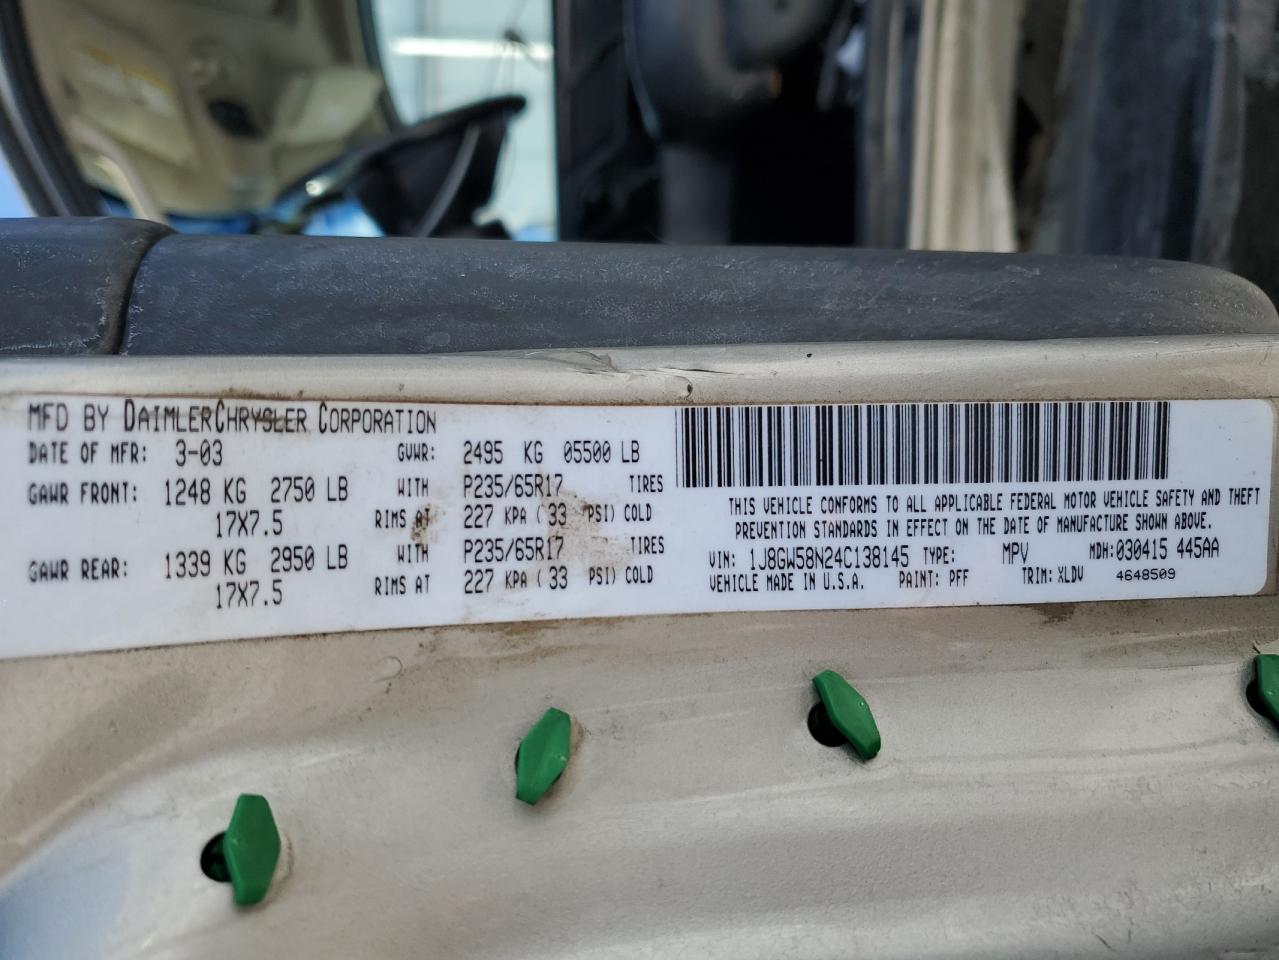 MFD BY DAIMLERCHRYSLER CORPORATION
DATE OF MFR: 3-03 GVWR: 2495 KG 05500 LB
GAWR FRONT: 1248 KG 2750 LB WITH P235/65R17 TIRES
17X7.5 RIMS AT 227 KPA ( 33 PSI) COLD
GAWR REAR: 1339 KG 2950 LB WITH P235/65R17 TIRES
17X7.5 RIMS AT 227 KPA ( 33 PSI) COLD
THIS VEHICLE CONFORMS TO ALL APPLICABLE FEDERAL MOTOR VEHICLE SAFETY AND THEFT
PREVENTION STANDARDS IN EFFECT ON THE DATE OF MANUFACTURE SHOWN ABOVE.
VIN: 1J8GW58N24C138145 TYPE: MPV MDH: 030415 445AA
VEHICLE MADE IN U.S.A. PAINT: PFF TRIM: XLDV 4648509